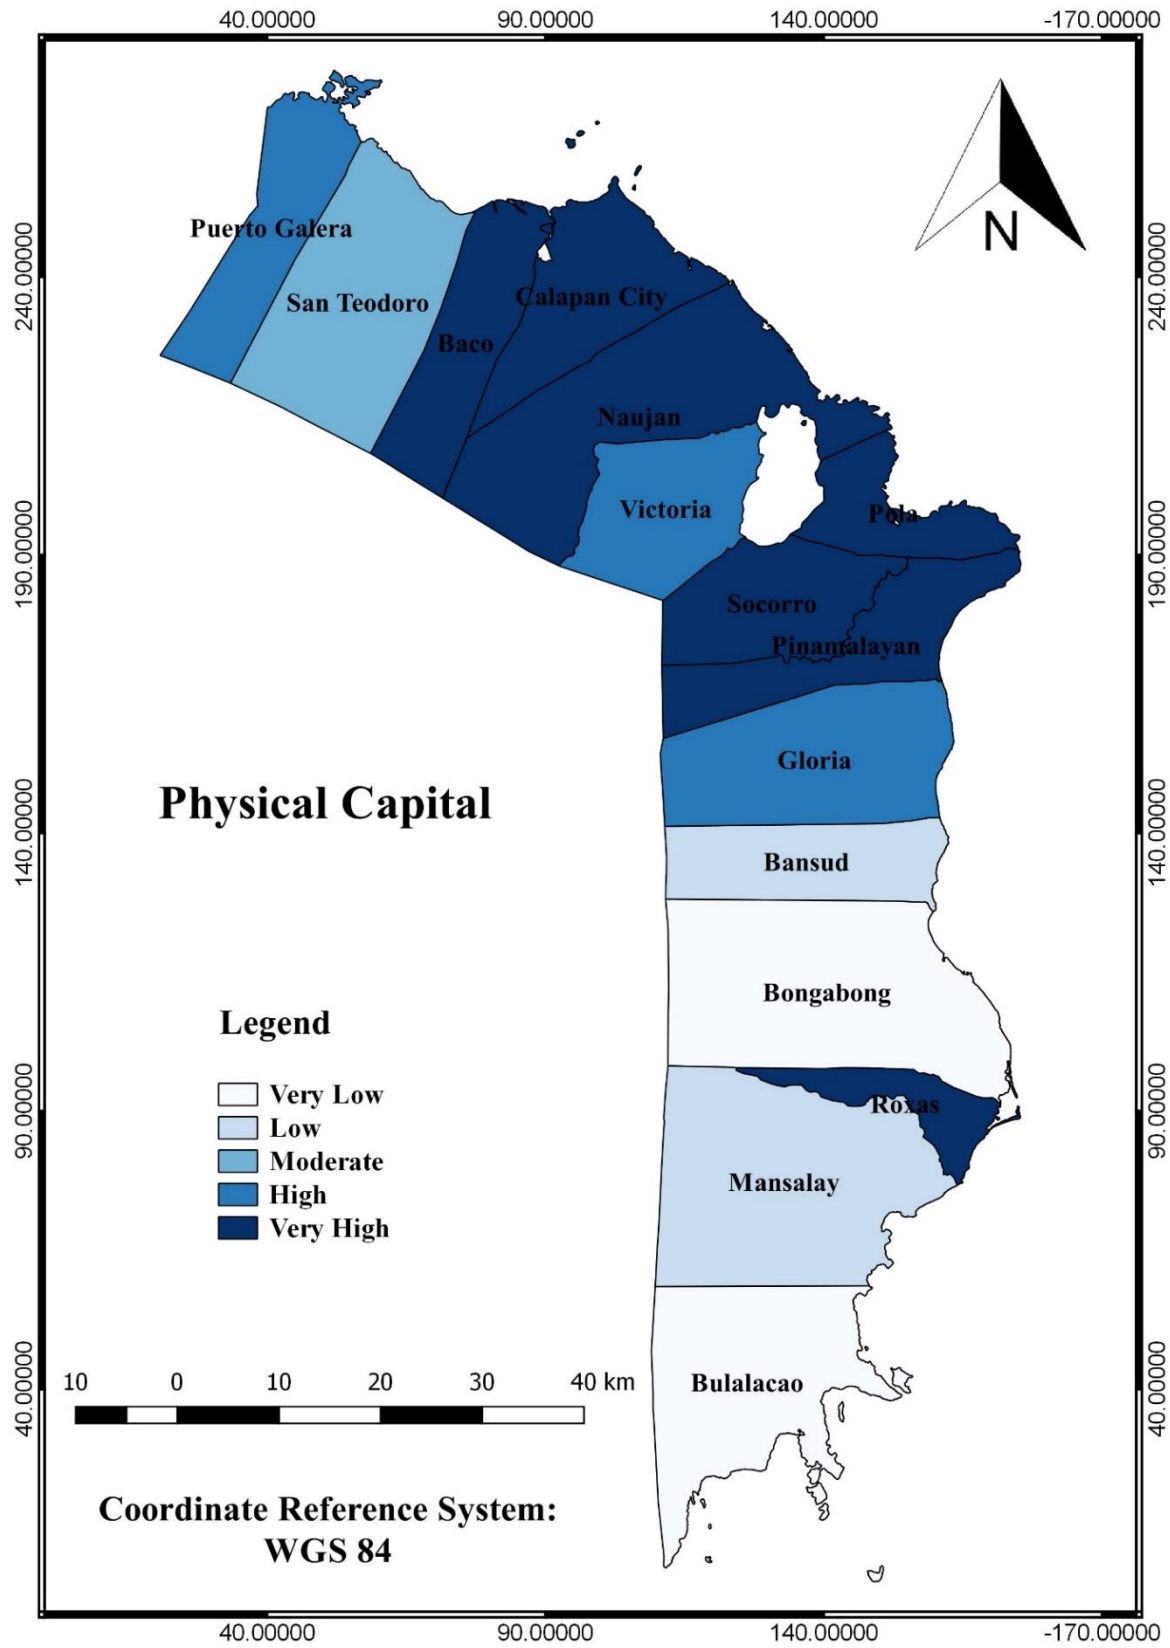 40.00000 90.00000 140.00000 -170.00000
240.00000
240.00000
190.00000
190.00000
140.00000
140.00000
90.00000
90.00000
40.00000
40.00000
N
Puerto Galera
San Teodoro
Calapan City
Baco
Naujan
Victoria
Pola
Socorro
Pinamalayan
Gloria
Physical Capital
Bansud
Bongabong
Roxas
Mansalay
Bulalacao
Legend
Very Low
Low
Moderate
High
Very High
10 0 10 20 30 40 km
Coordinate Reference System:
WGS 84
40.00000 90.00000 140.00000 -170.00000